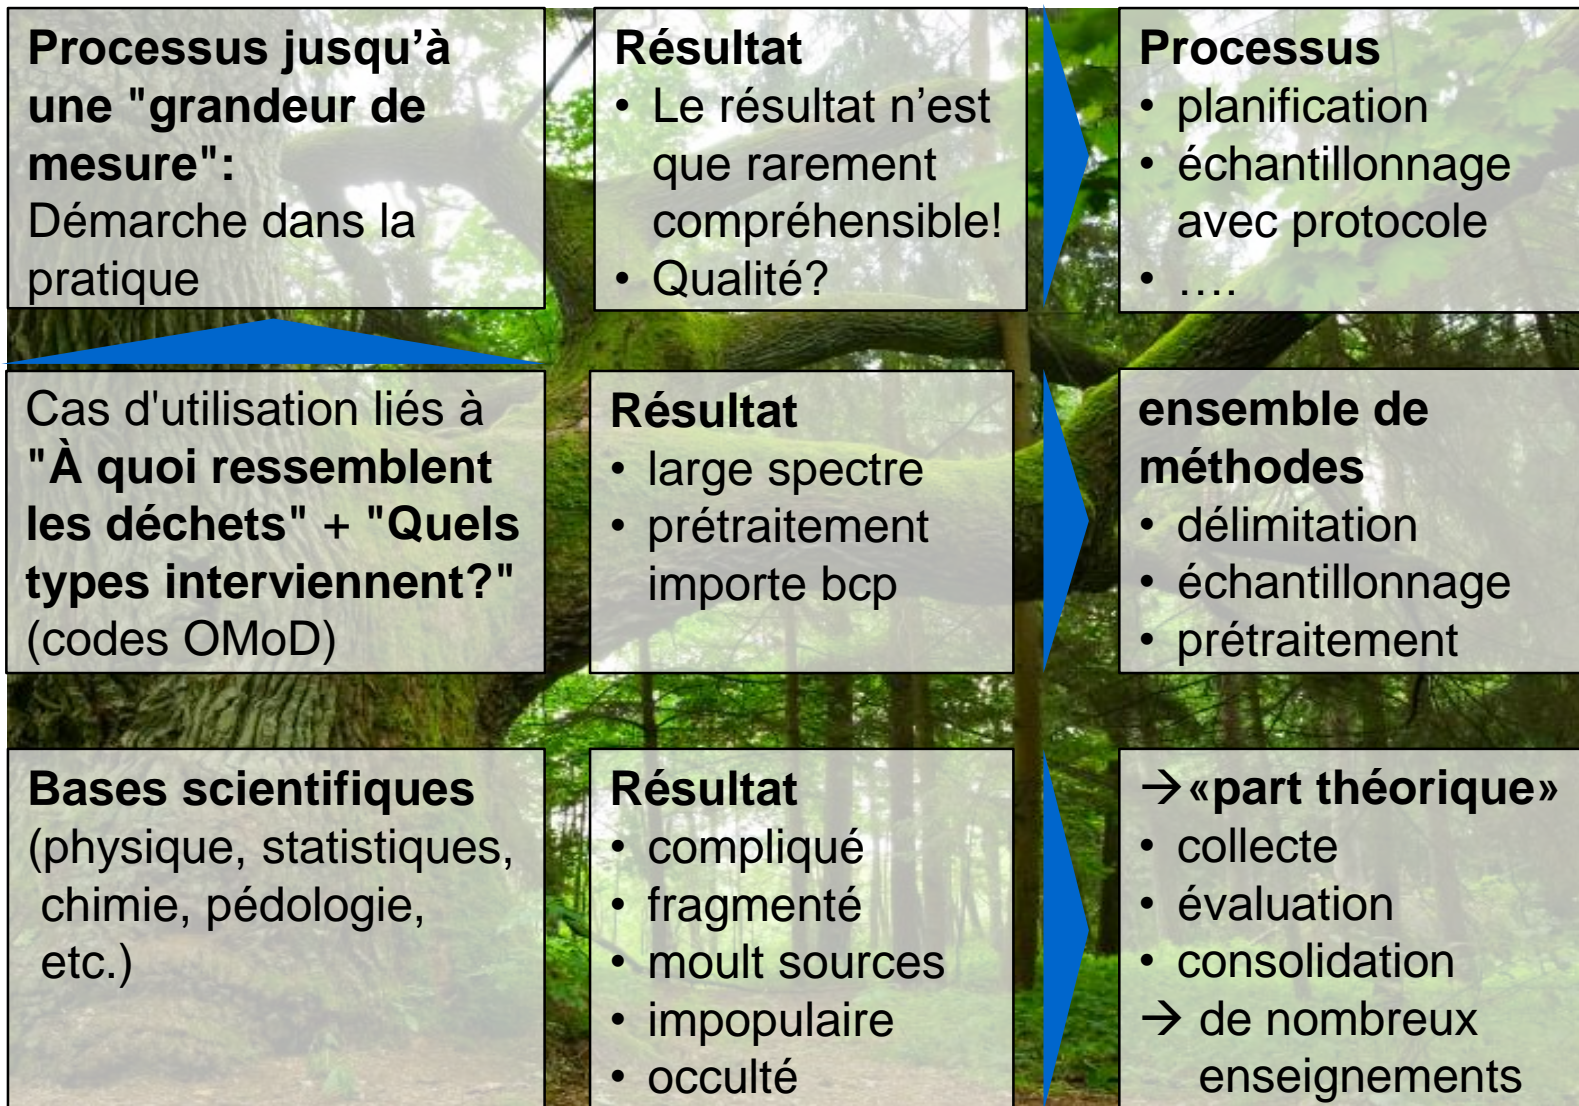 Processus jusqu’à
une "grandeur de
mesure":
Démarche dans la
pratique
Résultat
• Le résultat n’est
que rarement
compréhensible!
• Qualité?
Processus
• planification
• échantillonnage
avec protocole
• ....
Cas d'utilisation liés à
"À quoi ressemblent
les déchets" + "Quels
types interviennent?"
(codes OMoD)
Résultat
• large spectre
• prétraitement
importe bcp
ensemble de
méthodes
• délimitation
• échantillonnage
• prétraitement
Bases scientifiques
(physique, statistiques,
chimie, pédologie,
etc.)
Résultat
• compliqué
• fragmenté
• moult sources
• impopulaire
• occulté
→«part théorique»
• collecte
• évaluation
• consolidation
→ de nombreux
enseignements